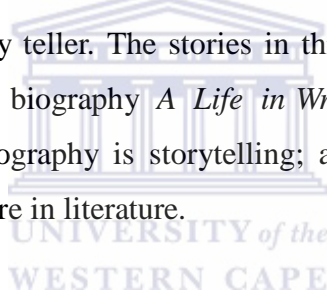 y teller. The stories in th
biography A Life in Wr
ography is storytelling; a
re in literature.
UNIVERSITY of the
WESTERN CAPE